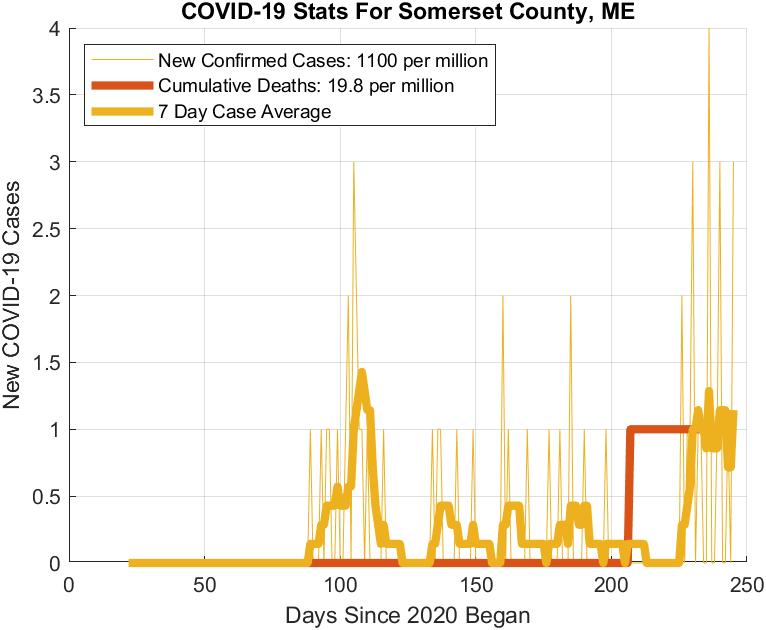 COVID-19 Stats For Somerset County, ME
New Confirmed Cases: 1100 per million
Cumulative Deaths: 19.8 per million
7 Day Case Average
New COVID-19 Cases
4
3.5
3
2.5
2
1.5
1
0.5
0
0 50 100 150 200 250
Days Since 2020 Began